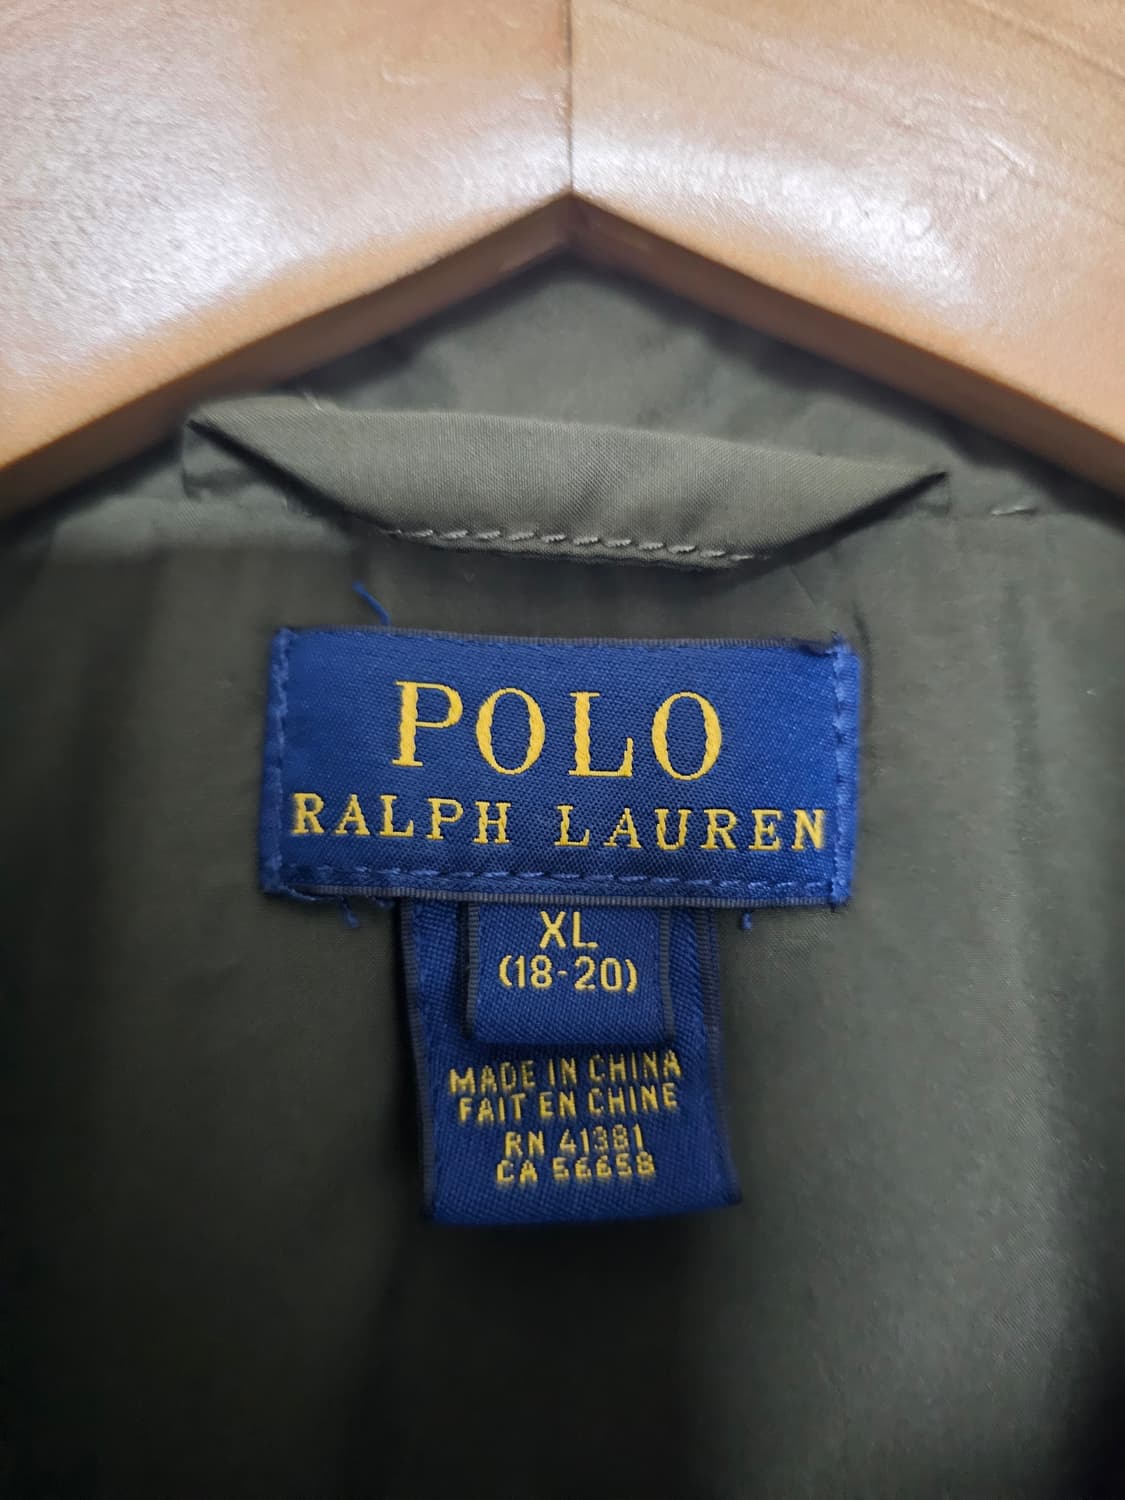 POLO
RALPH LAUREN
XL
(18-20)
MADE IN CHINA
FAIT EN CHINE
RN 41381
CA 56658